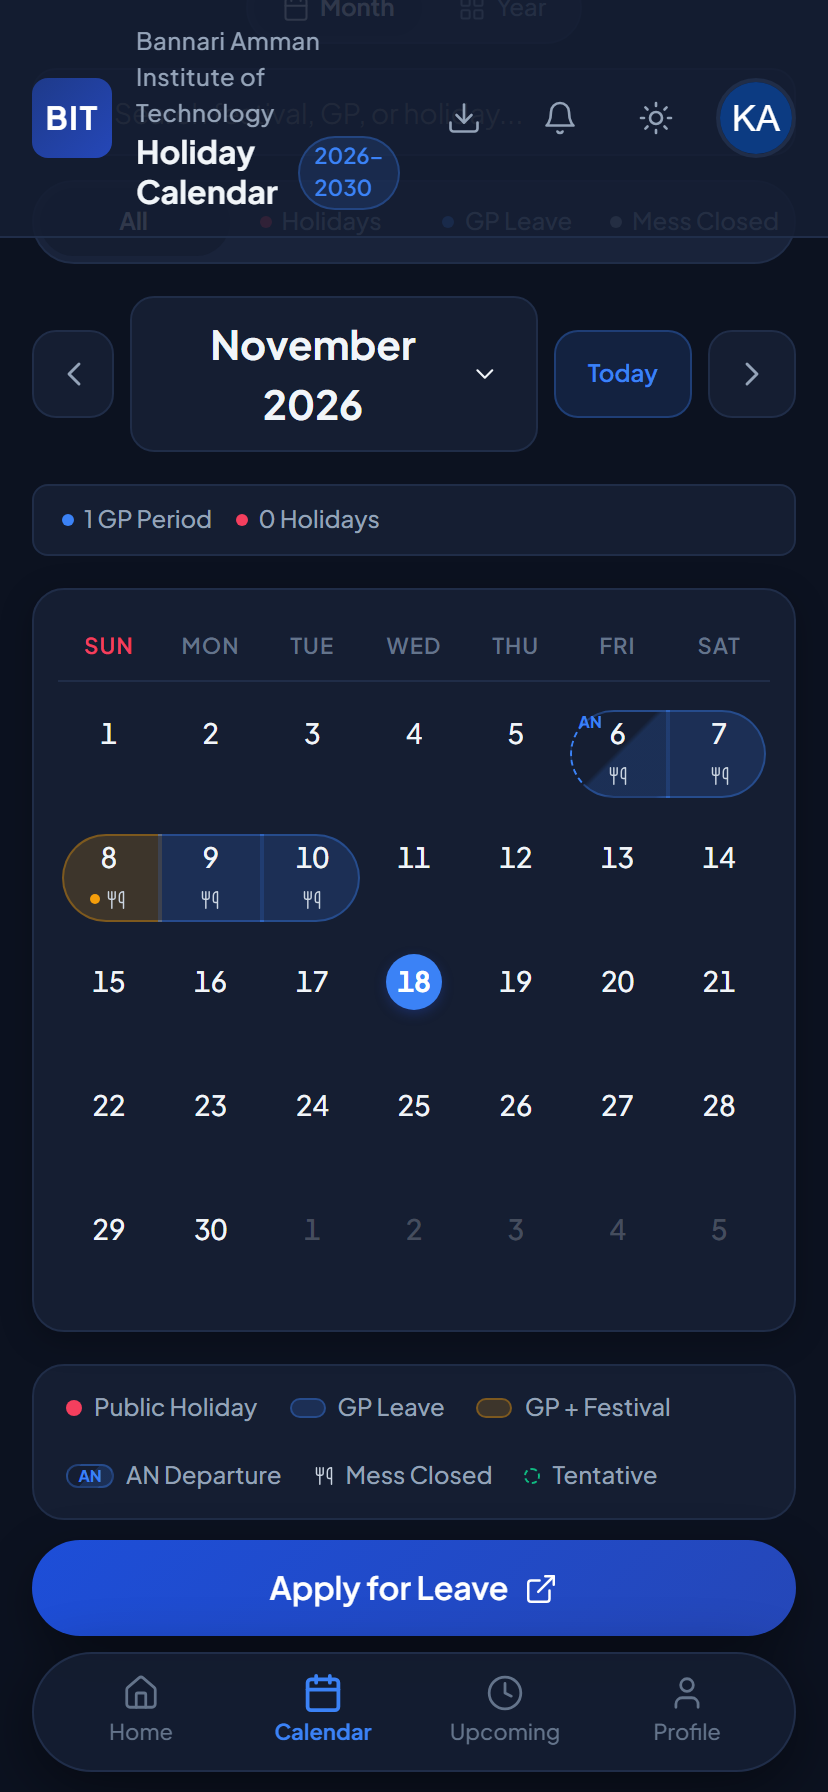 Month Year
Bannari Amman
Institute of
Technology
BIT
Holiday
Calendar
2026–
2030
KA
All Holidays GP Leave Mess Closed
November
2026
Today
1 GP Period 0 Holidays
SUN MON TUE WED THU FRI SAT
1 2 3 4 5 AN 6 7
8 9 10 11 12 13 14
15 16 17 18 19 20 21
22 23 24 25 26 27 28
29 30 1 2 3 4 5
Public Holiday GP Leave GP + Festival
AN AN Departure Mess Closed Tentative
Apply for Leave
Home Calendar Upcoming Profile